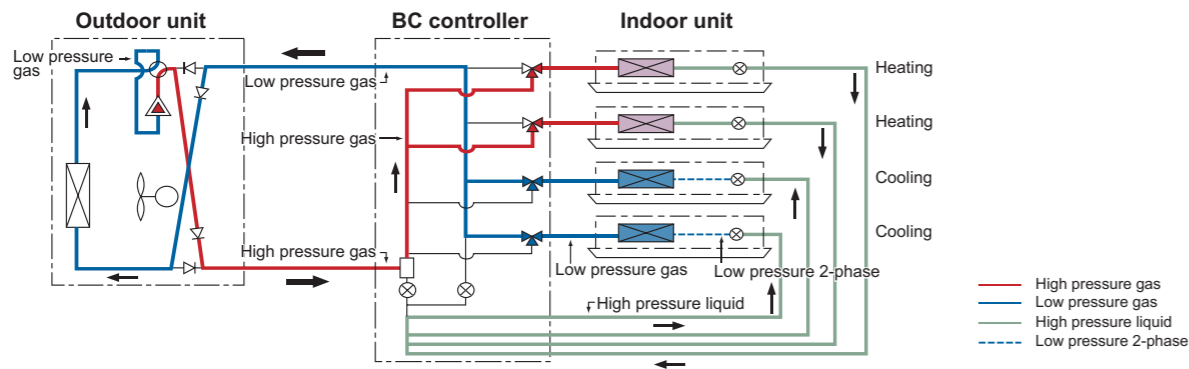 Outdoor unit
BC controller
Indoor unit
Low pressure
gas
Low pressure gas
High pressure gas
High pressure gas
Heating
Heating
Cooling
Cooling
Low pressure gas
Low pressure 2-phase
High pressure liquid
High pressure gas
Low pressure gas
High pressure liquid
Low pressure 2-phase